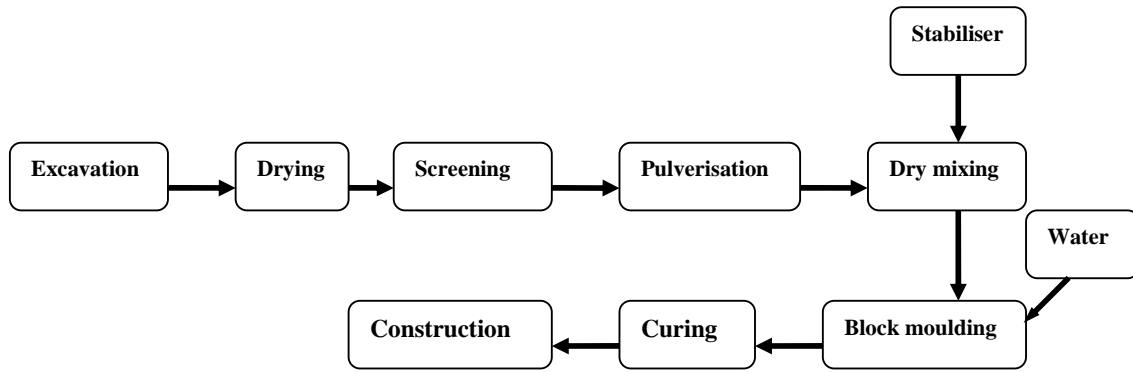 Stabiliser
Excavation
Drying
Screening
Pulverisation
Dry mixing
Water
Construction
Curing
Block moulding